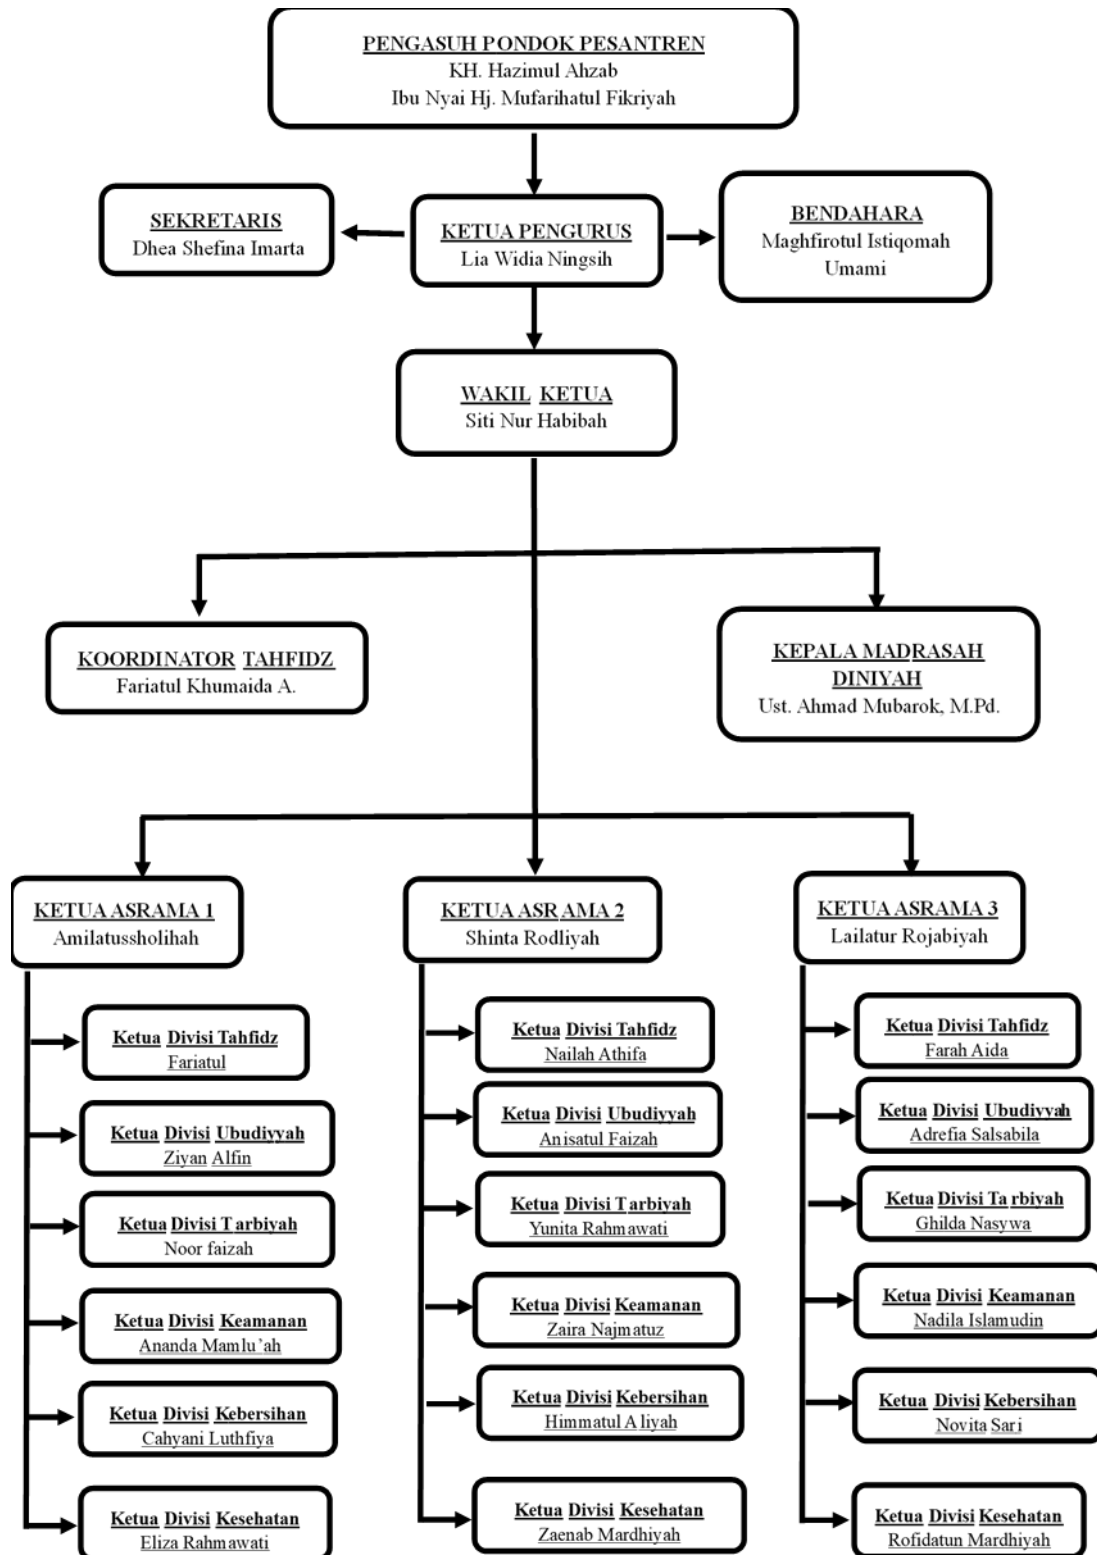 PENGASUH PONDOK PESANTREN
KH. Hazimul Ahzab
Ibu Nyai Hj. Mufarihatul Fikriyah
SEKRETARIS
Dhea Shefina Imarta
KETUA PENGURUS
Lia Widia Ningsih
BENDAHARA
Maghfirotul Istiqomah
Umami
WAKIL KETUA
Siti Nur Habibah
KOORDINATOR TAHFIDZ
Fariatul Khumaida A.
KEPALA MADRASAH
DINIYAH
Ust. Ahmad Mubarok, M.Pd.
KETUA ASRAMA 1
Amilatussholihah
Ketua Divisi Tahfidz
Fariatul
Ketua Divisi Ubudiyyah
Ziyan Alfin
Ketua Divisi Tarbiyah
Noor faizah
Ketua Divisi Keamanan
Ananda Mamlu’ah
Ketua Divisi Kebersihan
Cahyani Luthfiya
Ketua Divisi Kesehatan
Eliza Rahmawati
KETUA ASRAMA 2
Shinta Rodliyah
Ketua Divisi Tahfidz
Nailah Athifa
Ketua Divisi Ubudiyyah
Anisatul Faizah
Ketua Divisi Tarbiyah
Yunita Rahmawati
Ketua Divisi Keamanan
Zaira Najmatuz
Ketua Divisi Kebersihan
Himmatul Aliyah
Ketua Divisi Kesehatan
Zaenab Mardhiyah
KETUA ASRAMA 3
Lailatur Rojabiyah
Ketua Divisi Tahfidz
Farah Aida
Ketua Divisi Ubudiyyah
Adrefia Salsabila
Ketua Divisi Tarbiyah
Ghilda Nasywa
Ketua Divisi Keamanan
Nadila Islamudin
Ketua Divisi Kebersihan
Novita Sari
Ketua Divisi Kesehatan
Rofidatun Mardhiyah